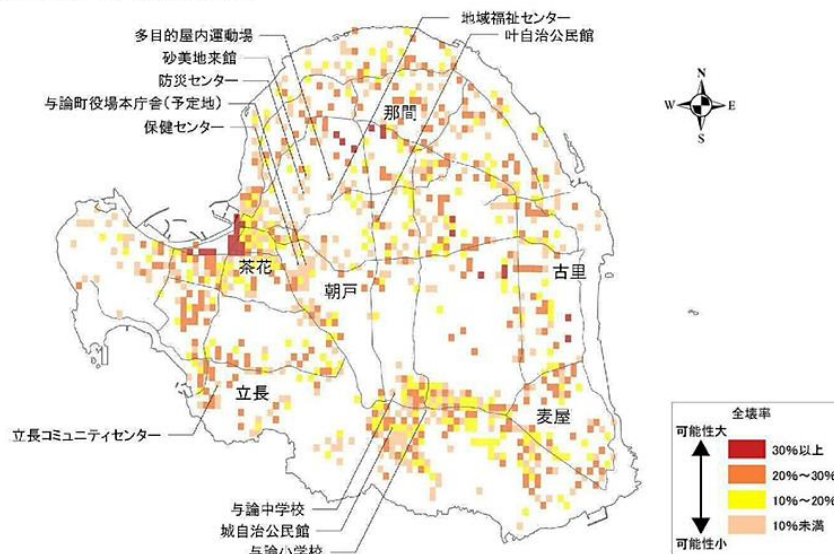 地域福祉センター
多目的屋内運動場
叶自治公民館
砂美地来館
防災センター
与論町役場本庁舎(予定地)
保健センター
那間
N
W
E
S
茶花
朝戸
古里
立長
麦屋
立長コミュニティセンター
与論中学校
城自治公民館
与論小学校
全壊率
可能性大
30%以上
20%~30%
10%~20%
10%未満
可能性小